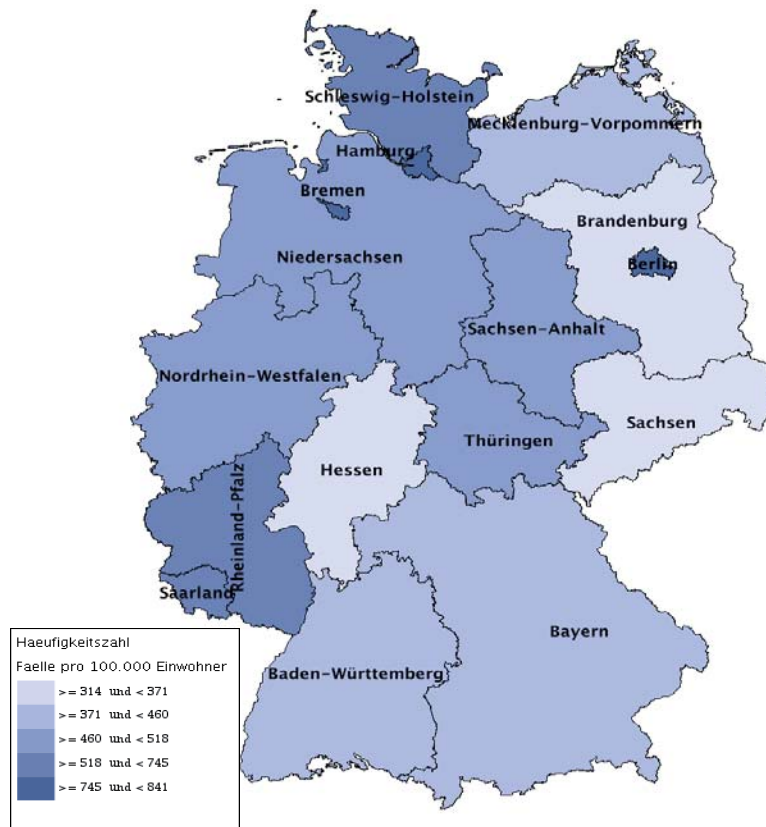 Schleswig-Holstein
Mecklenburg-Vorpommern
Hamburg
Bremen
Brandenburg
Niedersachsen
Berlin
Sachsen-Anhalt
Nordrhein-Westfalen
Sachsen
Thüringen
Hessen
Rheinland-Pfalz
Saarland
Bayern
Baden-Württemberg
Haeufigkeitszahl
Faelle pro 100.000 Einwohner
>= 314 und < 371
>= 371 und < 460
>= 460 und < 518
>= 518 und < 745
>= 745 und < 841